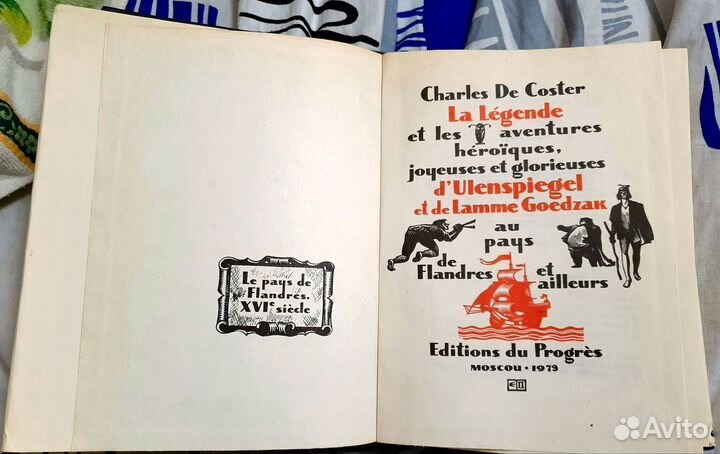 Le pays de
Flandres.
XVIe siècle
Charles De Coster
La Légende
et les aventures
héroïques,
joyeuses et glorieuses
d'Ulenspiegel
et de Lamme Goedzak
au
pays
de
Flandres et
ailleurs
Editions du Progrès
Moscou • 1979
ЭП
Avito